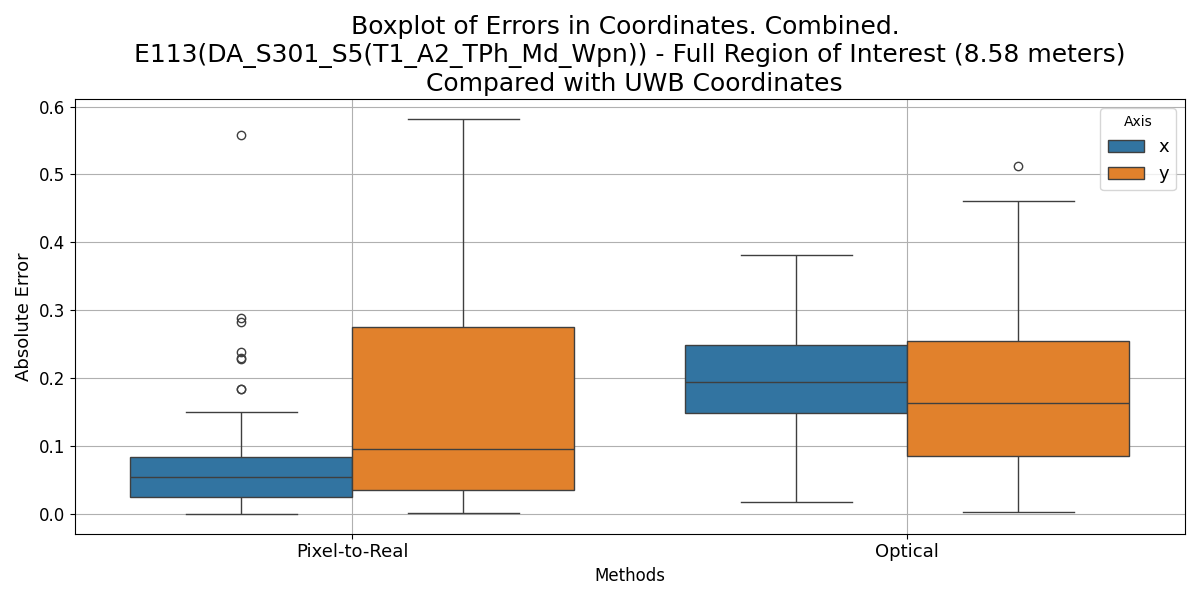 Boxplot of Errors in Coordinates. Combined.
E113(DA_S301_S5(T1_A2_TPh_Md_Wpn)) - Full Region of Interest (8.58 meters)
Compared with UWB Coordinates
Axis
x
y
Absolute Error
0.6
0.5
0.4
0.3
0.2
0.1
0.0
Pixel-to-Real
Optical
Methods